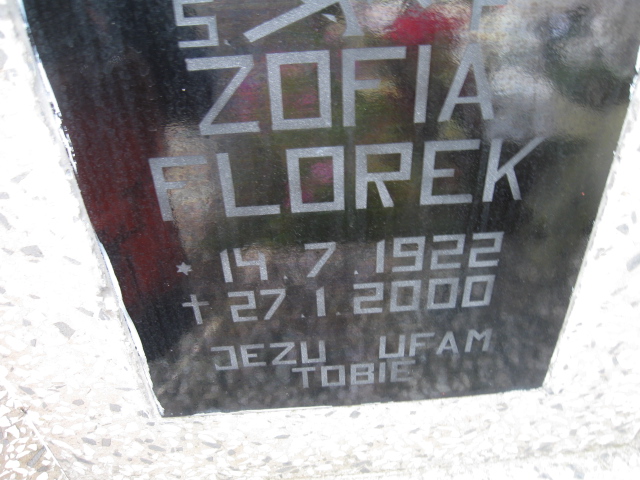 Ś. P
ZOFIA
FLOREK
* 14.7.1922
✝ 27.1.2000
JEZU UFAM
TOBIE